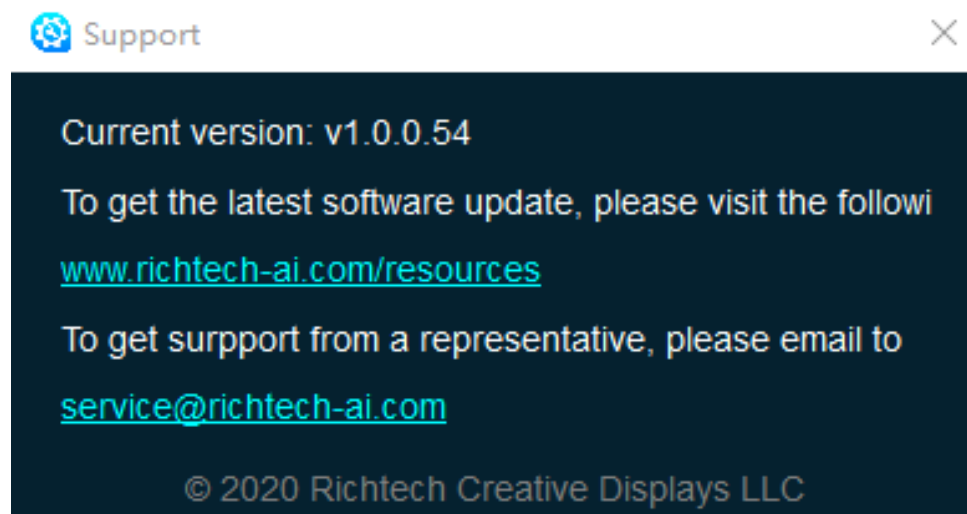 Support
Current version: v1.0.0.54
To get the latest software update, please visit the followi
www.richtech-ai.com/resources
To get surpport from a representative, please email to
service@richtech-ai.com
© 2020 Richtech Creative Displays LLC